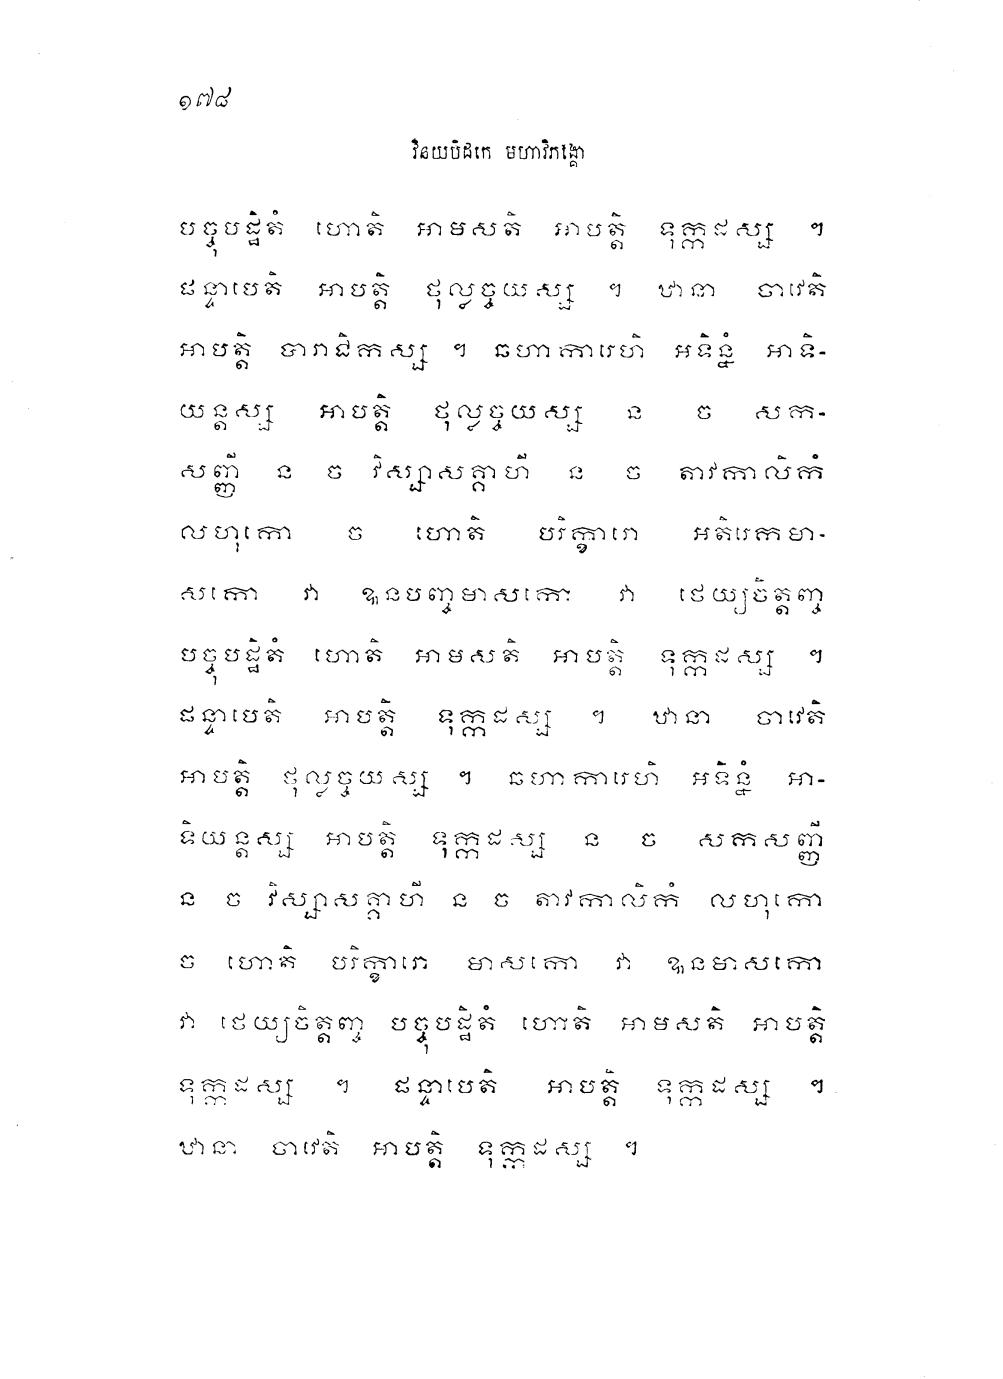 ១៧៨
វិនយបិដកេ មហាវិភង្គោ
បច្ចុបដ្ឋិតំ ហោតិ អាមសតិ អាបត្តិ ទុក្កដស្ស ។
ផន្ទាបេតិ អាបត្តិ ថុល្លច្ចយស្ស ។ ឋានា ចាវេតិ
អាបត្តិ បារាជិកស្ស ។ ឆហាការេហិ អទិន្នំ អាទិ-
យន្តស្ស អាបត្តិ ថុល្លច្ចយស្ស ន ច សក-
សញ្ញី ន ច វិស្សាសគ្គាហី ន ច តាវកាលិកំ
លហុកោ ច ហោតិ បរិក្ខារោ អតិរេកមា-
សកោ វា ឩនបញ្ចមាសកោ វា ថេយ្យចិត្តញ្ច
បច្ចុបដ្ឋិតំ ហោតិ អាមសតិ អាបត្តិ ទុក្កដស្ស ។
ផន្ទាបេតិ អាបត្តិ ទុក្កដស្ស ។ ឋានា ចាវេតិ
អាបត្តិ ថុល្លច្ចយស្ស ។ ឆហាការេហិ អទិន្នំ អា-
ទិយន្តស្ស អាបត្តិ ទុក្កដស្ស ន ច សកសញ្ញី
ន ច វិស្សាសគ្គាហី ន ច តាវកាលិកំ លហុកោ
ច ហោតិ បរិក្ខារោ មាសកោ វា ឩនមាសកោ
វា ថេយ្យចិត្តញ្ច បច្ចុបដ្ឋិតំ ហោតិ អាមសតិ អាបត្តិ
ទុក្កដស្ស ។ ផន្ទាបេតិ អាបត្តិ ទុក្កដស្ស ។
ឋានា ចាវេតិ អាបត្តិ ទុក្កដស្ស ។